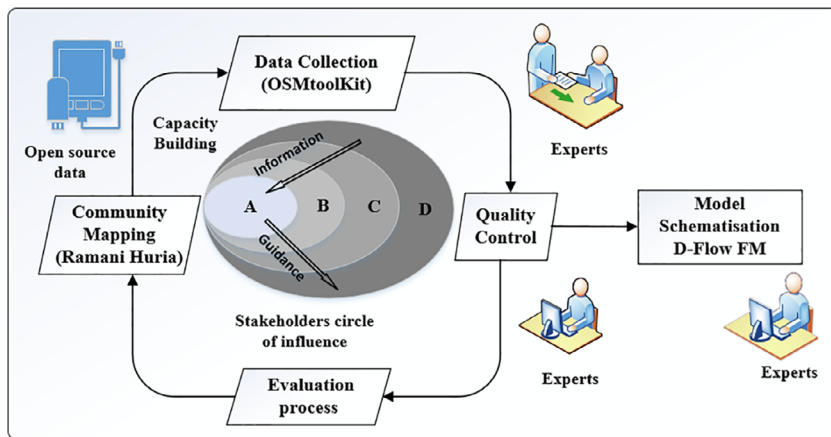 Data Collection
(OSMtoolKit)
Open source
data
Capacity
Building
Experts
Information
A
B
C
D
Guidance
Community
Mapping
(Ramani Huria)
Quality
Control
Model
Schematisation
D-Flow FM
Stakeholders circle
of influence
Experts
Experts
Evaluation
process